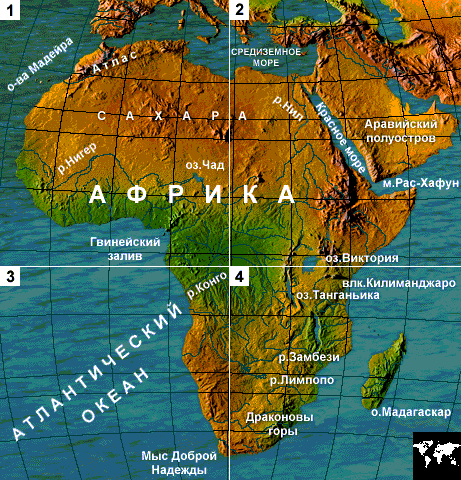 1
2
о-ва Мадейра
Атлас
СРЕДИЗЕМНОЕ
МОРЕ
САХАРА
р.Нил
Красное море
Аравийский
полуостров
р.Нигер
оз.Чад
м.Рас-Хафун
АФРИКА
Гвинейский
залив
оз.Виктория
3
4
р.Конго
влк.Килиманджаро
оз.Танганьика
АТЛАНТИЧЕСКИЙ
ОКЕАН
р.Замбези
р.Лимпопо
о.Мадагаскар
Драконовы
горы
Мыс Доброй
Надежды